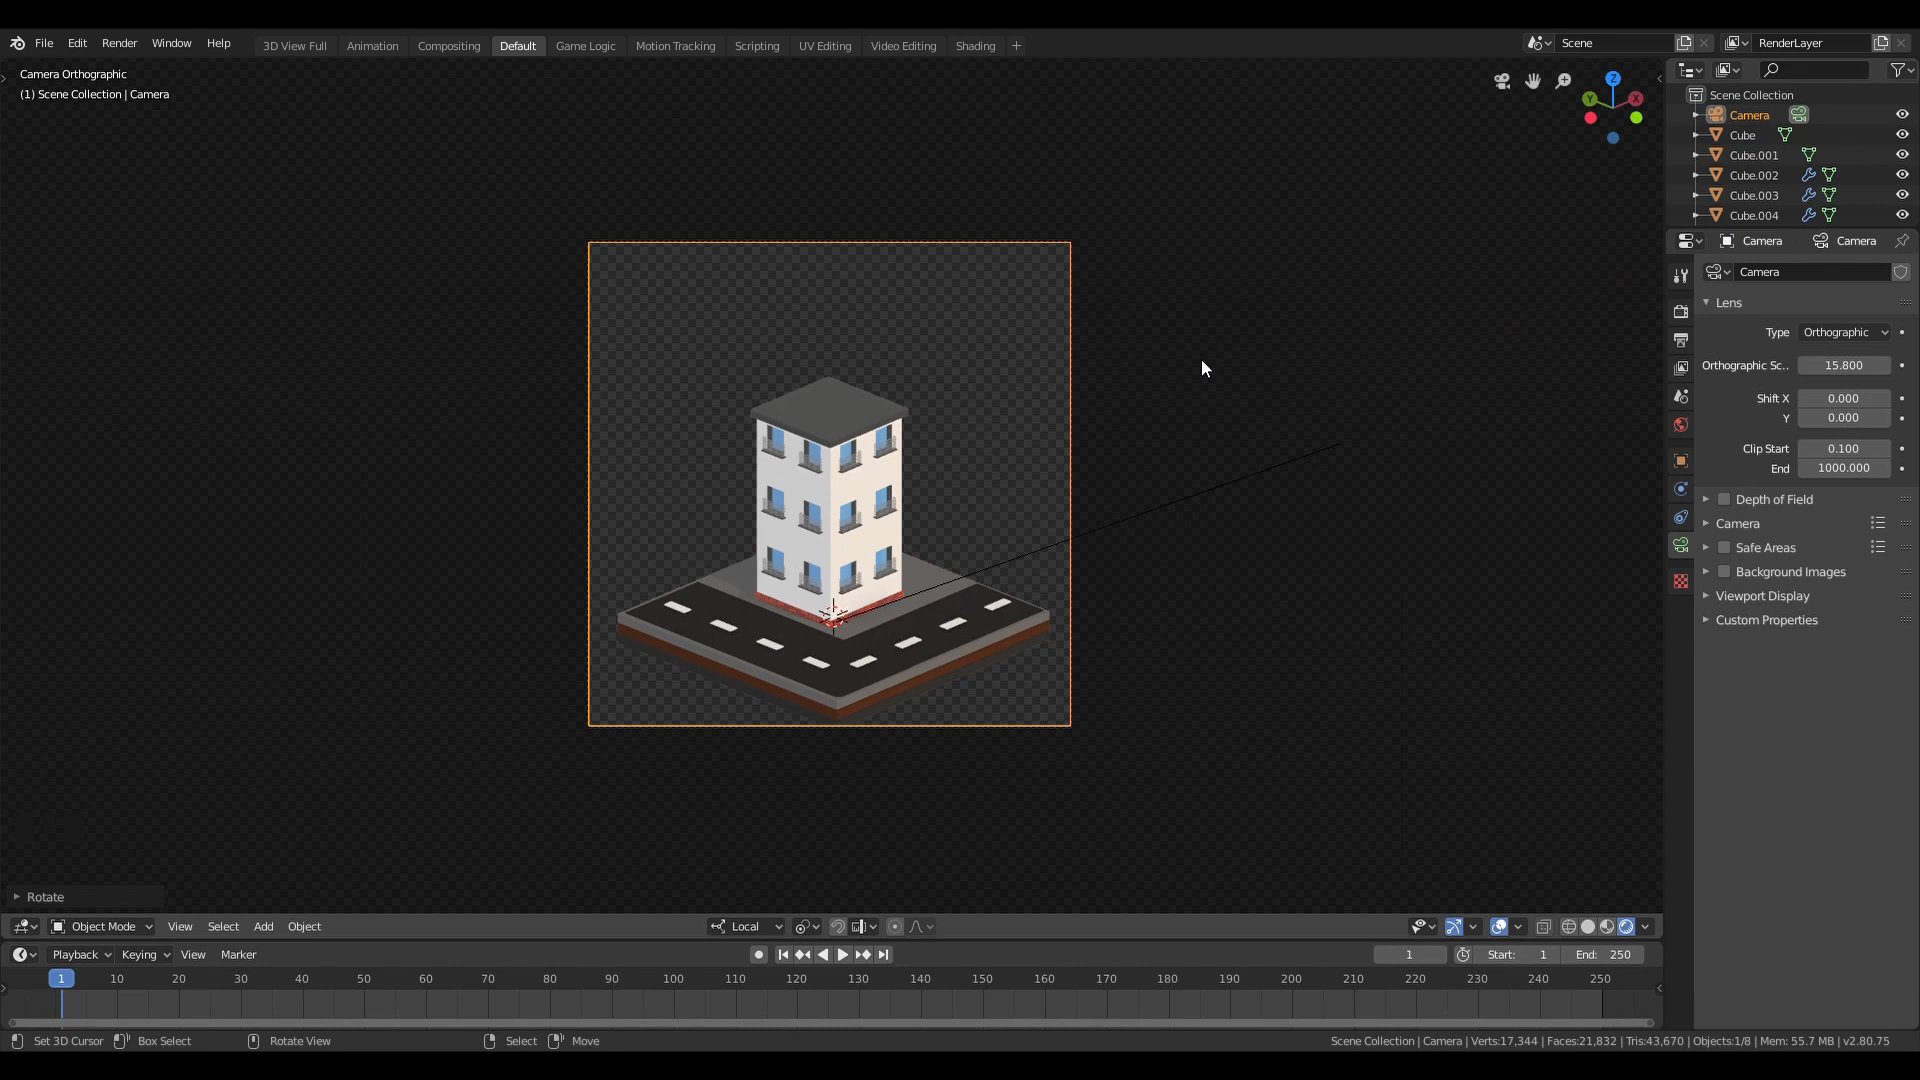 File Edit Render Window Help 3D View Full Animation Compositing Default Game Logic Motion Tracking Scripting UV Editing Video Editing Shading + Scene RenderLayer
Camera Orthographic
(1) Scene Collection | Camera
Z
Y X
Scene Collection
Camera
Cube
Cube.001
Cube.002
Cube.003
Cube.004
Camera Camera
Camera
Lens
Type Orthographic
Orthographic Sc.. 15.800
Shift X 0.000
Y 0.000
Clip Start 0.100
End 1000.000
Depth of Field
Camera
Safe Areas
Background Images
Viewport Display
Custom Properties
Rotate
Object Mode View Select Add Object Local
Playback Keying View Marker 1 Start: 1 End: 250
1 10 20 30 40 50 60 70 80 90 100 110 120 130 140 150 160 170 180 190 200 210 220 230 240 250
Set 3D Cursor Box Select Rotate View Select Move Scene Collection | Camera | Verts:17,344 | Faces:21,832 | Tris:43,670 | Objects:1/8 | Mem: 55.7 MB | v2.80.75